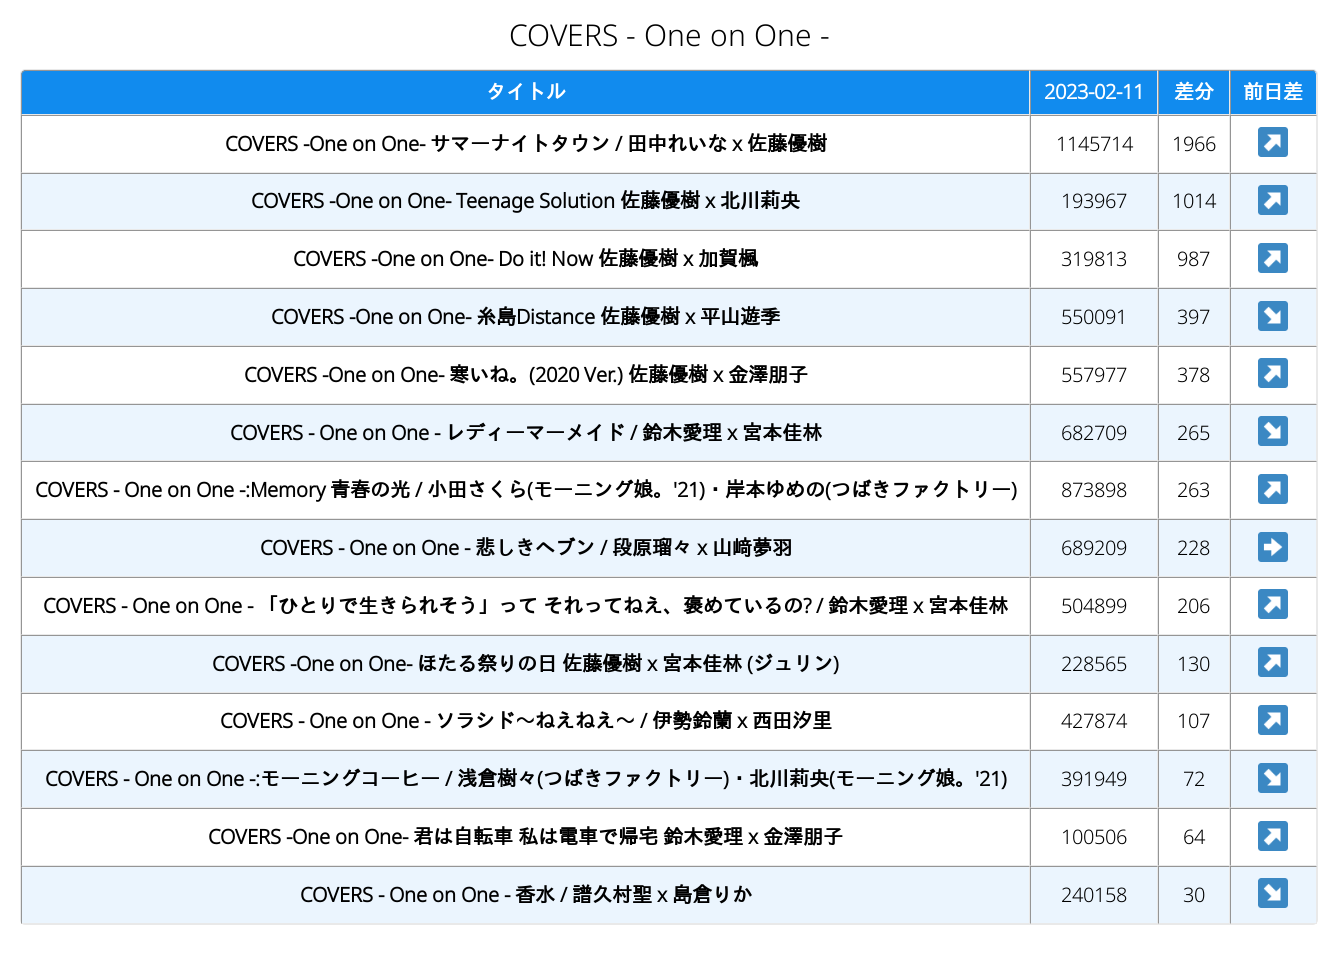 COVERS - One on One -
タイトル 2023-02-11 差分 前日差
COVERS -One on One- サマーナイトタウン / 田中れいな x 佐藤優樹 1145714 1966
COVERS -One on One- Teenage Solution 佐藤優樹 x 北川莉央 193967 1014
COVERS -One on One- Do it! Now 佐藤優樹 x 加賀楓 319813 987
COVERS -One on One- 糸島Distance 佐藤優樹 x 平山遊季 550091 397
COVERS -One on One- 寒いね。(2020 Ver.) 佐藤優樹 x 金澤朋子 557977 378
COVERS - One on One - レディーマーメイド / 鈴木愛理 x 宮本佳林 682709 265
COVERS - One on One -:Memory 青春の光 / 小田さくら(モーニング娘。'21)・岸本ゆめの(つばきファクトリー) 873898 263
COVERS - One on One - 悲しきヘブン / 段原瑠々 x 山﨑夢羽 689209 228
COVERS - One on One - 「ひとりで生きられそう」って それってねえ、褒めているの? / 鈴木愛理 x 宮本佳林 504899 206
COVERS -One on One- ほたる祭りの日 佐藤優樹 x 宮本佳林 (ジュリン) 228565 130
COVERS - One on One - ソラシド～ねえねえ～ / 伊勢鈴蘭 x 西田汐里 427874 107
COVERS - One on One -:モーニングコーヒー / 浅倉樹々(つばきファクトリー)・北川莉央(モーニング娘。'21) 391949 72
COVERS -One on One- 君は自転車 私は電車で帰宅 鈴木愛理 x 金澤朋子 100506 64
COVERS - One on One - 香水 / 譜久村聖 x 島倉りか 240158 30